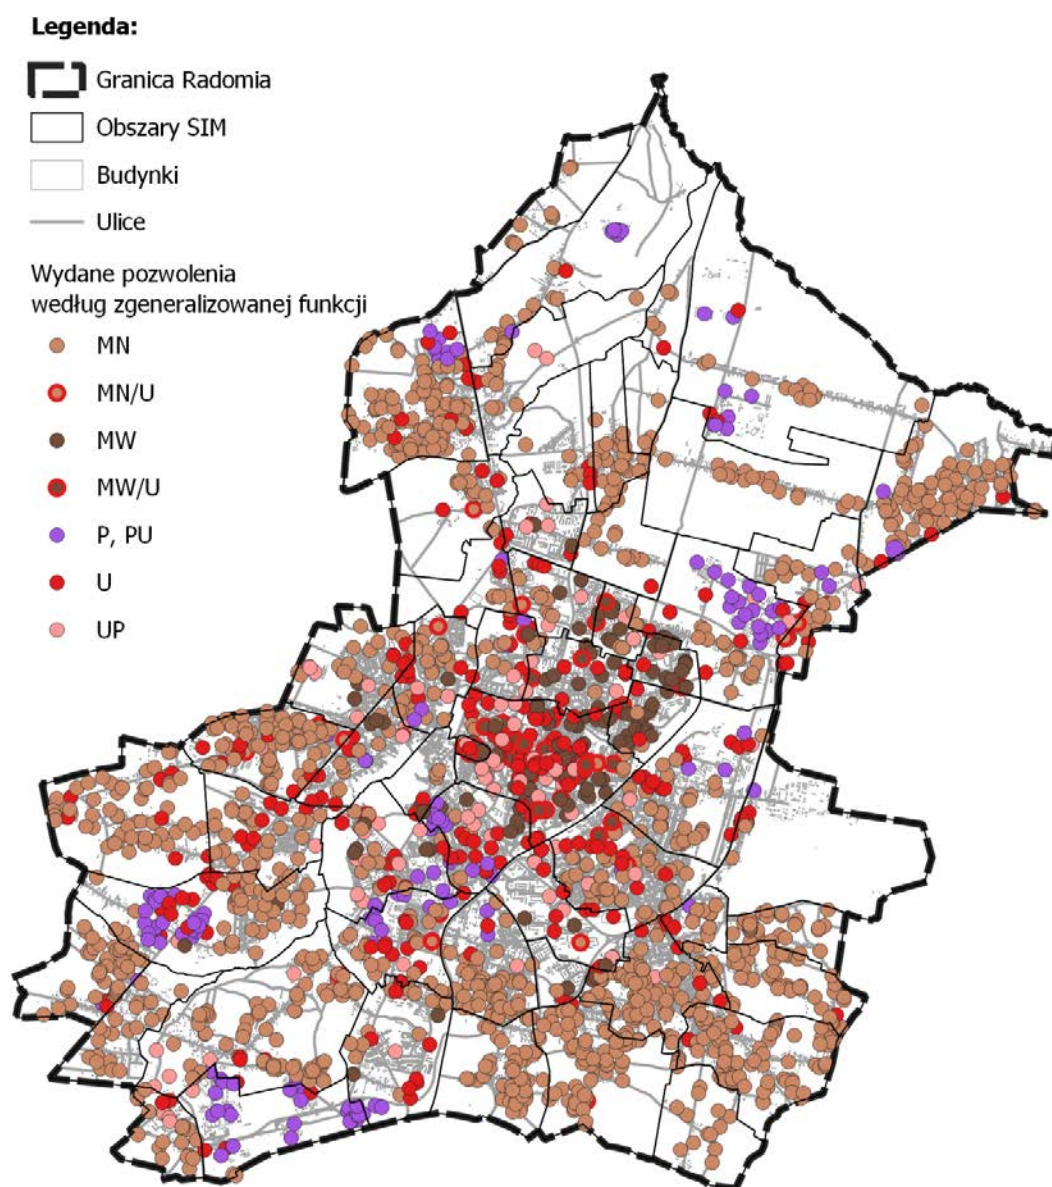 Legenda:
Granica Radomia
Obszary SIM
Budynki
Ulice
Wydane pozwolenia
według zgeneralizowanej funkcji
MN
MN/U
MW
MW/U
P, PU
U
UP